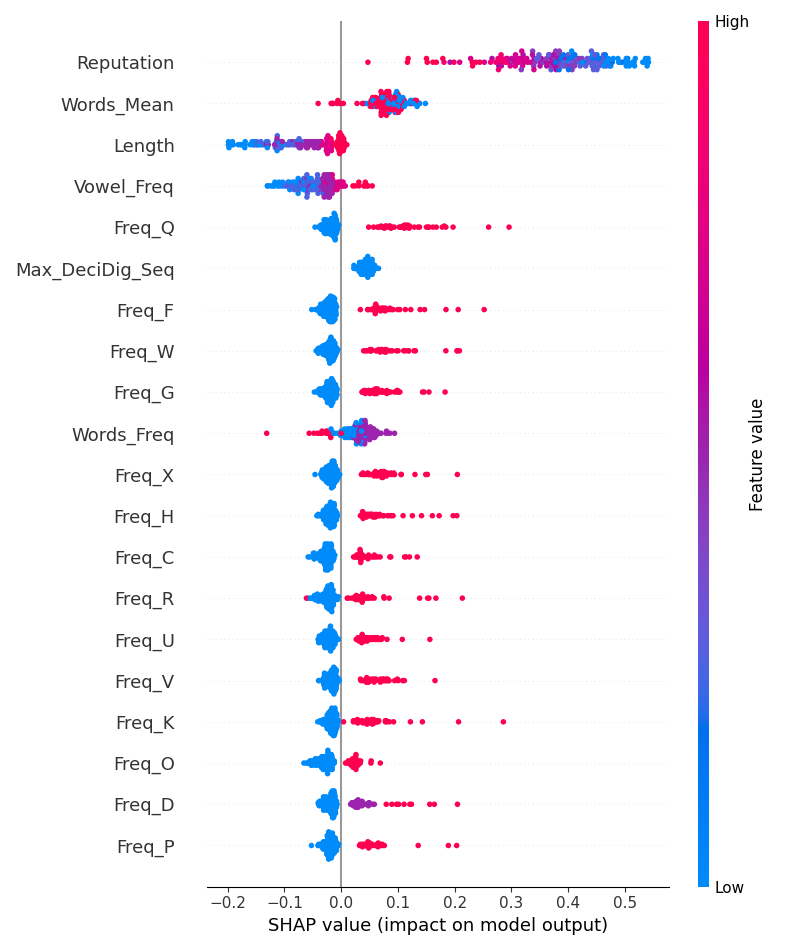 High
Reputation
Words_Mean
Length
Vowel_Freq
Freq_Q
Max_DeciDig_Seq
Freq_F
Freq_W
Freq_G
Words_Freq
Freq_X
Freq_H
Freq_C
Freq_R
Freq_U
Freq_V
Freq_K
Freq_O
Freq_D
Freq_P
Feature value
Low
−0.2 −0.1 0.0 0.1 0.2 0.3 0.4 0.5
SHAP value (impact on model output)